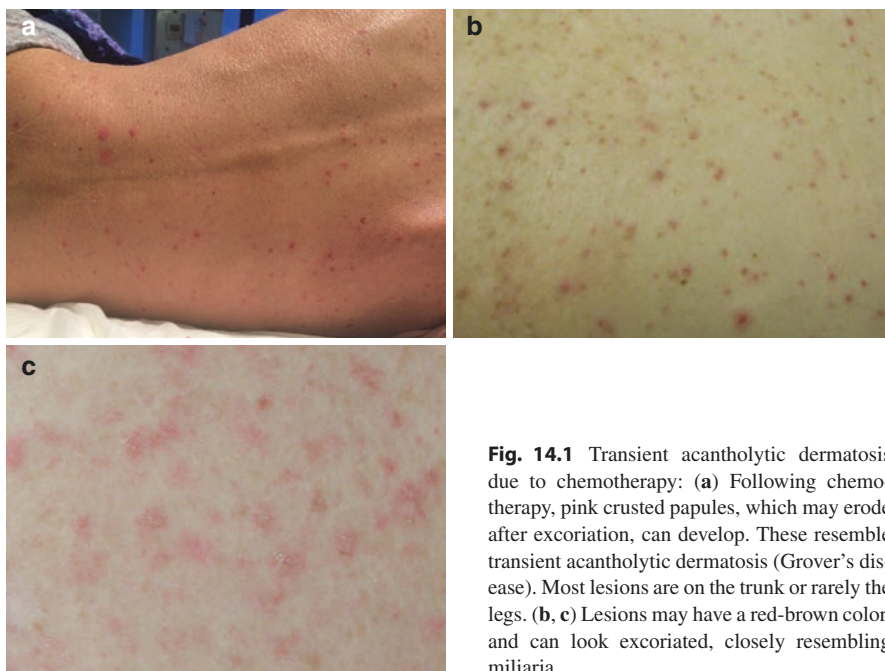 a
b
c
Fig. 14.1 Transient acantholytic dermatosis
due to chemotherapy: (a) Following chemo-
therapy, pink crusted papules, which may erode
after excoriation, can develop. These resemble
transient acantholytic dermatosis (Grover's dis-
ease). Most lesions are on the trunk or rarely the
legs. (b, c) Lesions may have a red-brown color
and can look excoriated, closely resembling
miliaria